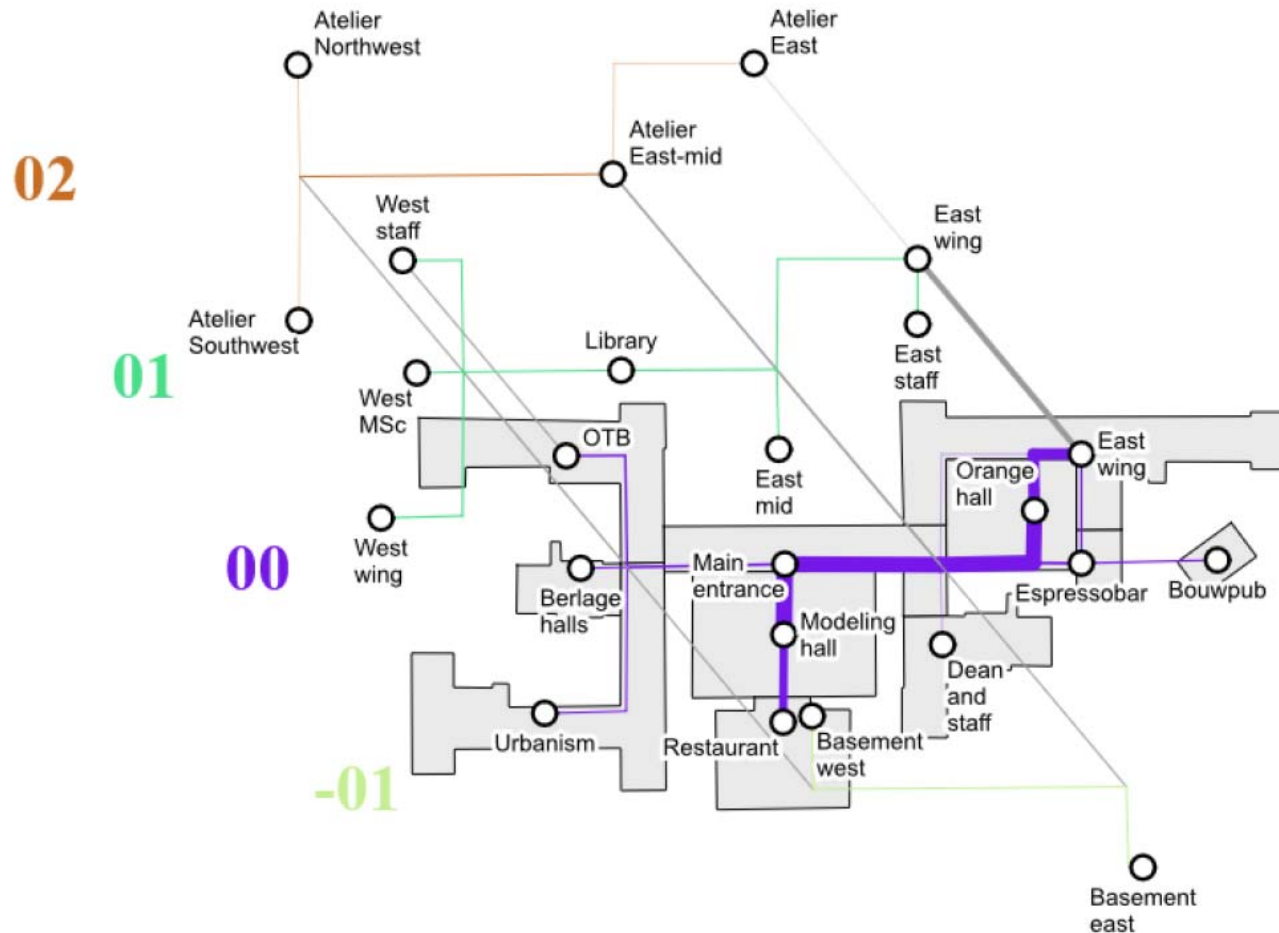 Atelier
Northwest
Atelier
East
Atelier
East-mid
02
West
staff
East
wing
Atelier
Southwest
Library
East
staff
01
West
MSc
OTB
East
mid
East
wing
Orange
hall
West
wing
00
Main
entrance
Berlage
halls
Espressobar
Bouwpub
Modeling
hall
Dean
and
staff
Urbanism
Restaurant
Basement
west
-01
Basement
east